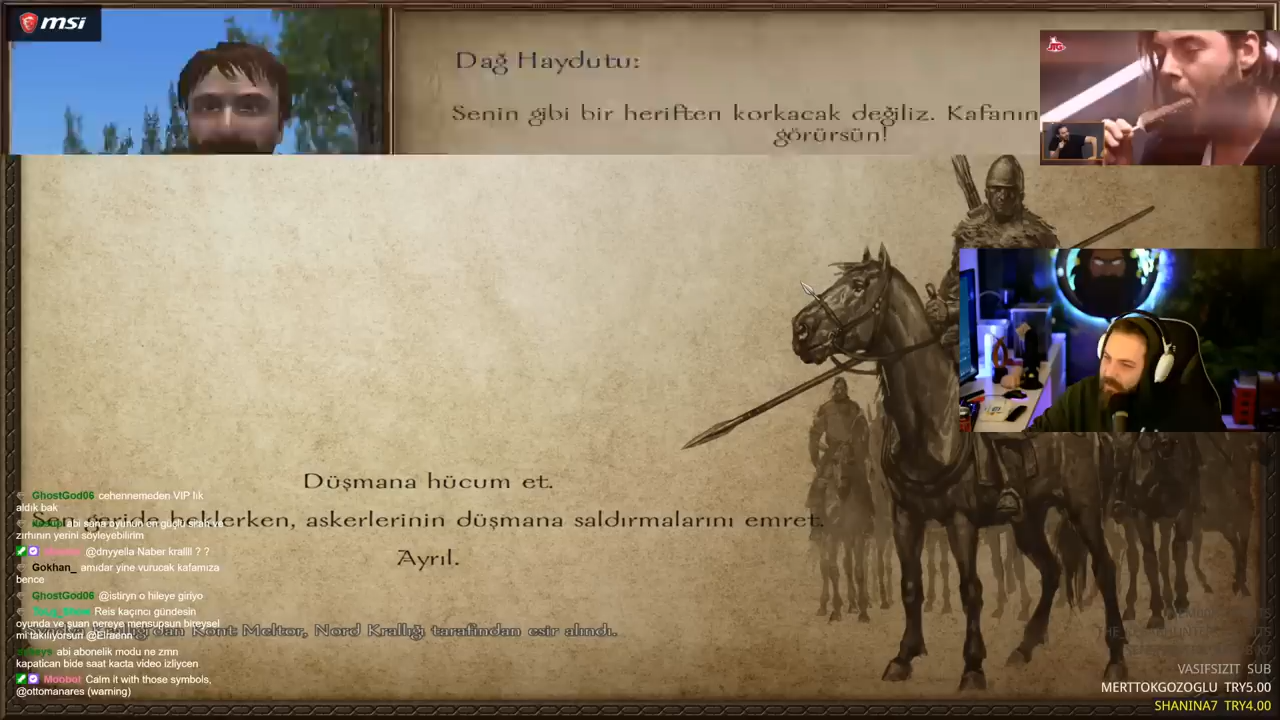 msi
Dağ Haydutu:
Senin gibi bir heriften korkacak değiliz. Kafanın
görürsün!
Düşmana hücum et.
Sen geride beklerken, askerlerinin düşmana saldırmalarını emret.
Ayrıl.
Kont Meltor, Nord Krallığı tarafından esir alındı.
GhostGod06 cehennemeden VIP lık
aldık bak
abi sana oyunun en güçlü silah ve
zırhının yerini söyleyebilirim
@dnyyella Naber krallll ? ?
Gokhan_ amıdar yine vurucak kafamıza
bence
GhostGod06 @istiryn o hileye giriyo
Reis kaçıncı gündesin
oyunda ve şuan nereye mensupsun bireysel
mi takılıyorsun @Elraenn
abi abonelik modu ne zmn
kapatican bide saat kacta video izliycen
Moobot Calm it with those symbols,
@ottomanares (warning)
VASIFSIZIT SUB
MERTTOKGOZOGLU TRY5.00
SHANINA7 TRY4.00